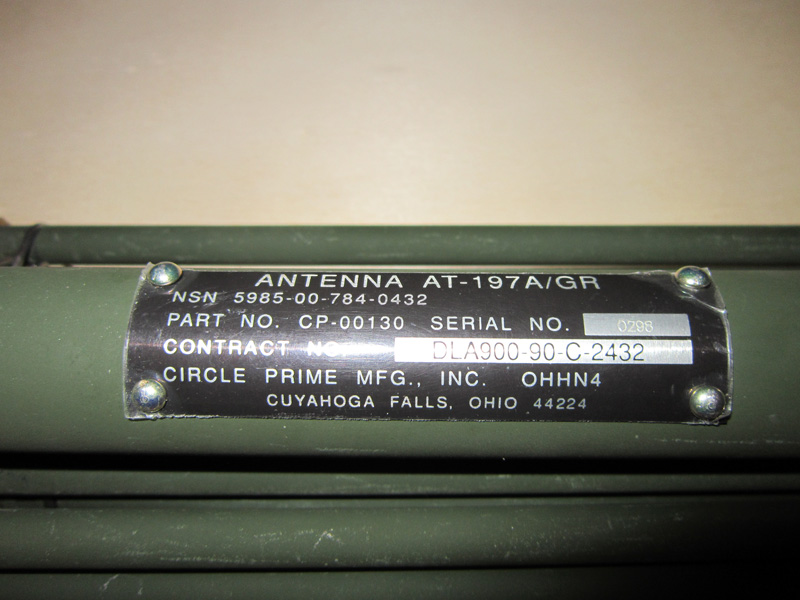 ANTENNA AT-197A/GR
NSN 5985-00-784-0432
PART NO. CP-00130 SERIAL NO. 0298
CONTRACT NO. DLA900-90-C-2432
CIRCLE PRIME MFG., INC. OHHN4
CUYAHOGA FALLS, OHIO 44224